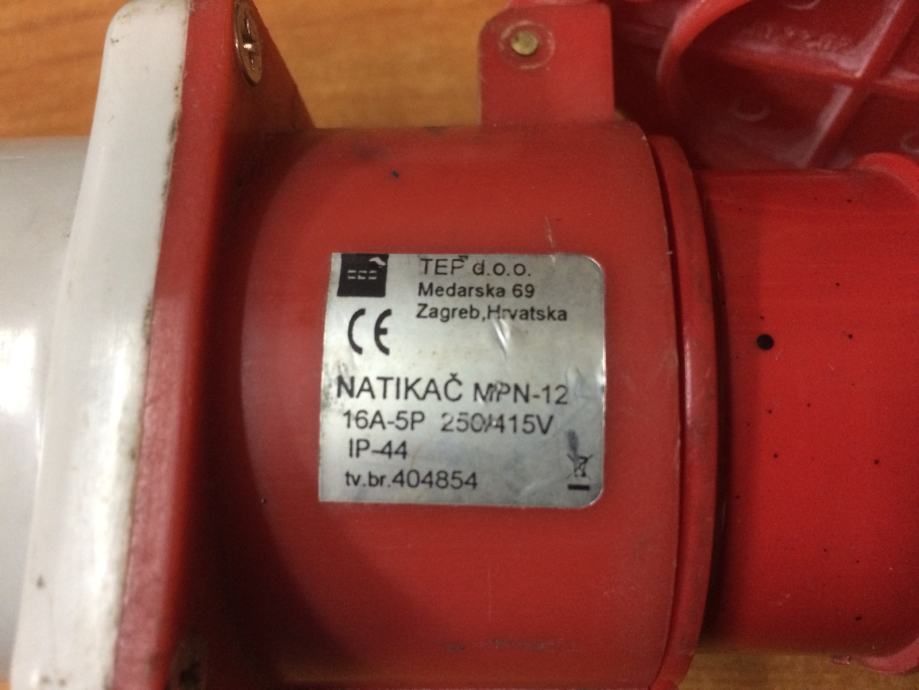 TEP d.o.o.
Medarska 69
Zagreb,Hrvatska
CE
NATIKAČ MPN-12
16A-5P 250/415V
IP-44
tv.br.404854